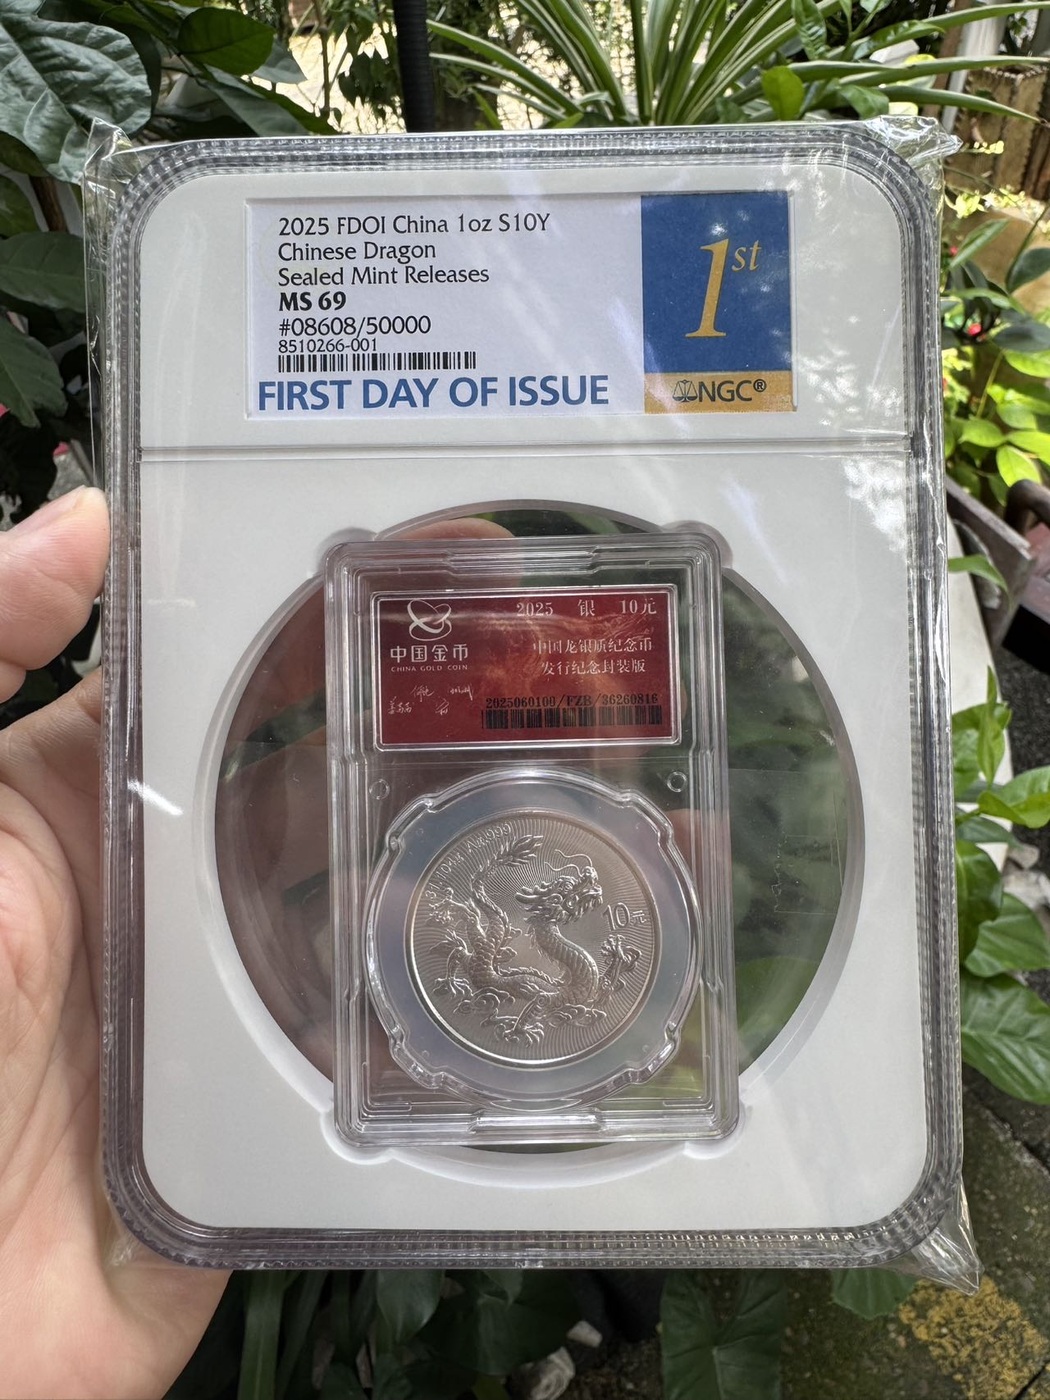 2025 FDOI China 1oz S10Y
Chinese Dragon
Sealed Mint Releases
MS 69
#08608/50000
8510266-001
FIRST DAY OF ISSUE
1st
NGC®
2025 银 10元
中国金币
CHINA GOLD COIN
中国龙银质纪念币
发行纪念封装版
2025060100/FZB/36260816
10元